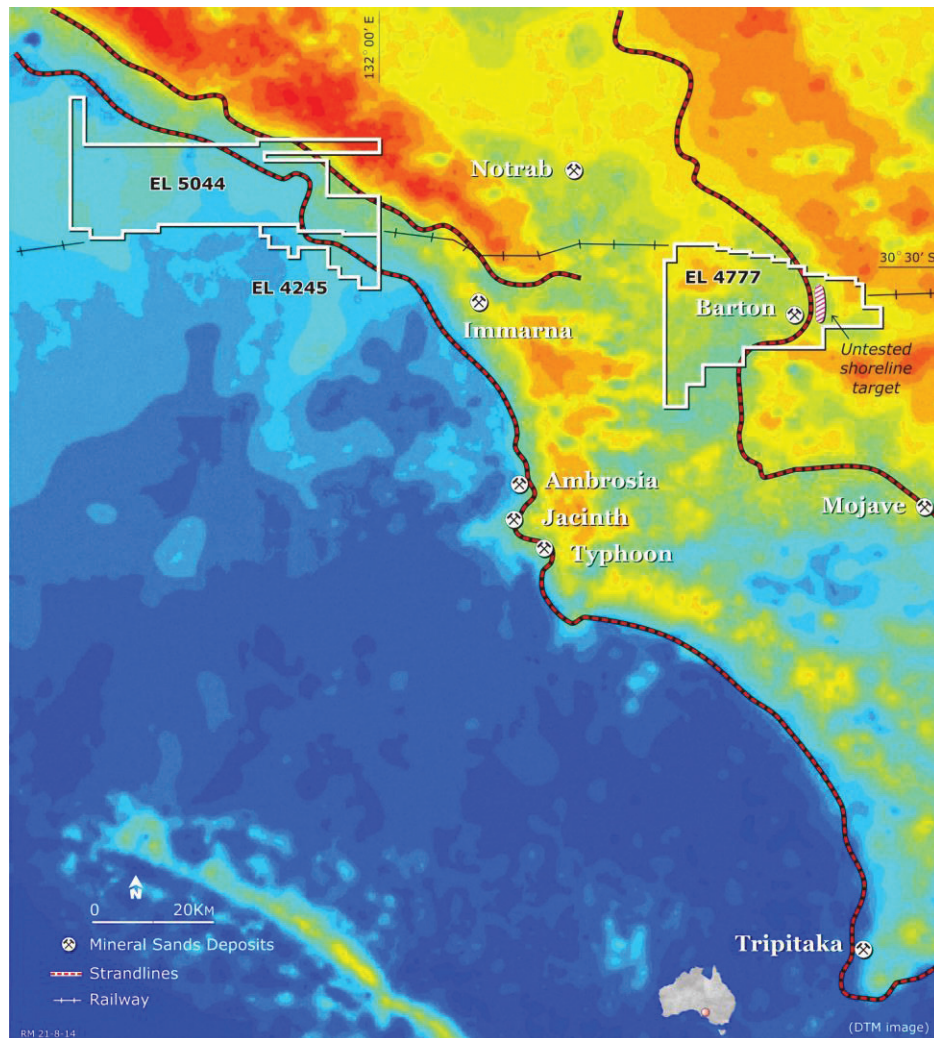 132° 00' E
Notrab
EL 5044
30° 30' S
EL 4777
EL 4245
Immarna
Barton
Untested
shoreline
target
Ambrosia
Mojave
Jacinth
Typhoon
N
0 20KM
Mineral Sands Deposits
Tripitaka
Strandlines
Railway
RM 21-8-14
(DTM image)